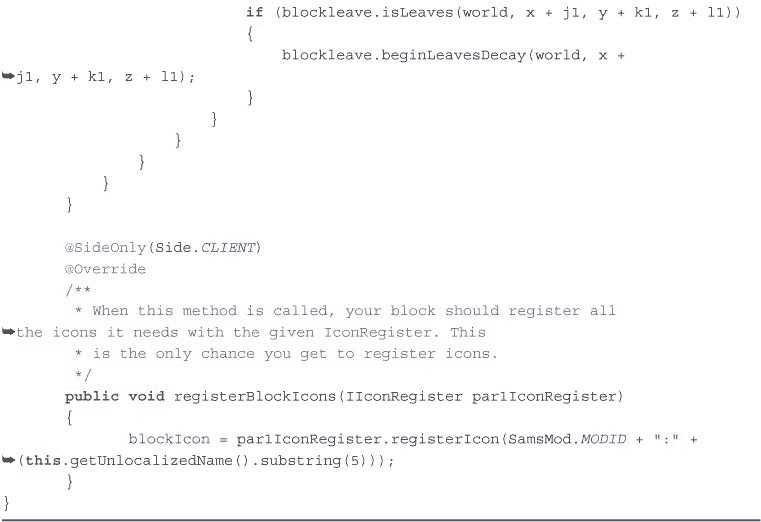 if (blockleave.isLeaves(world, x + j1, y + k1, z + l1))
{
blockleave.beginLeavesDecay(world, x +
➥j1, y + k1, z + l1);
}
}
}
}
}
}
@SideOnly(Side.CLIENT)
@Override
/**
* When this method is called, your block should register all
➥the icons it needs with the given IconRegister. This
* is the only chance you get to register icons.
*/
public void registerBlockIcons(IIconRegister par1IconRegister)
{
blockIcon = par1IconRegister.registerIcon(SamsMod.MODID + ":" +
➥(this.getUnlocalizedName().substring(5)));
}
}